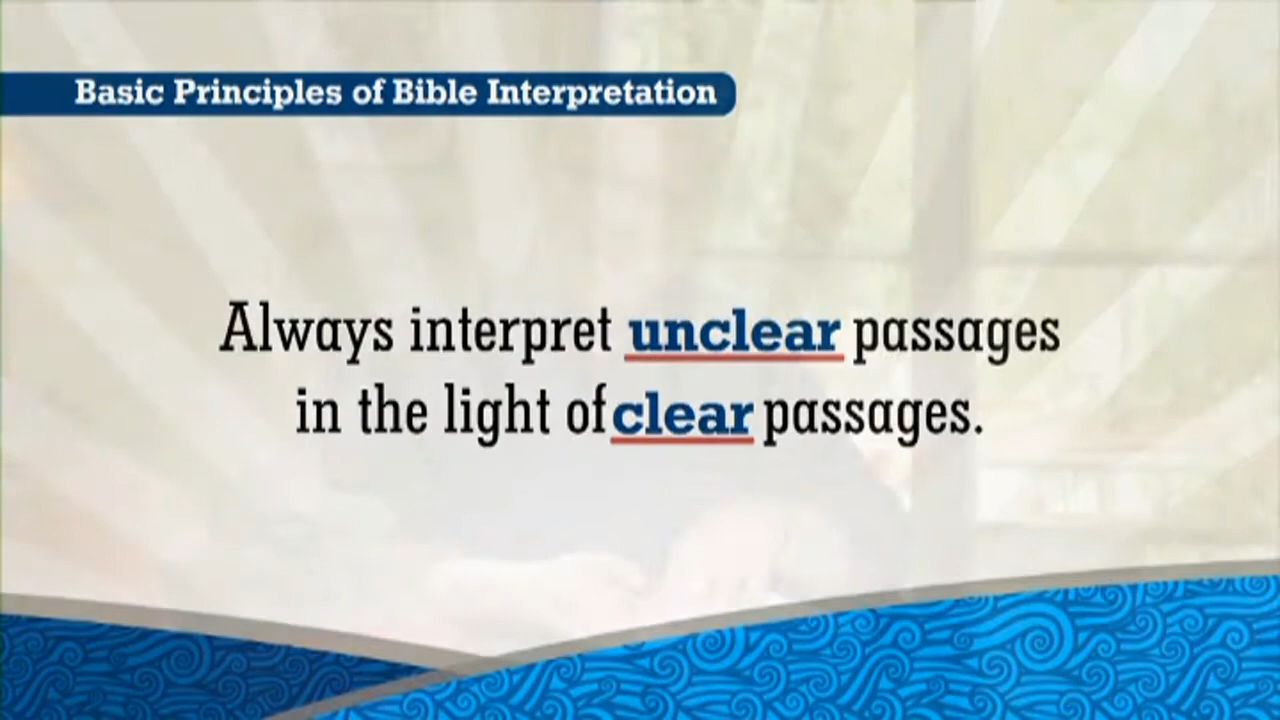 Basic Principles of Bible Interpretation
Always interpret unclear passages
in the light of clear passages.